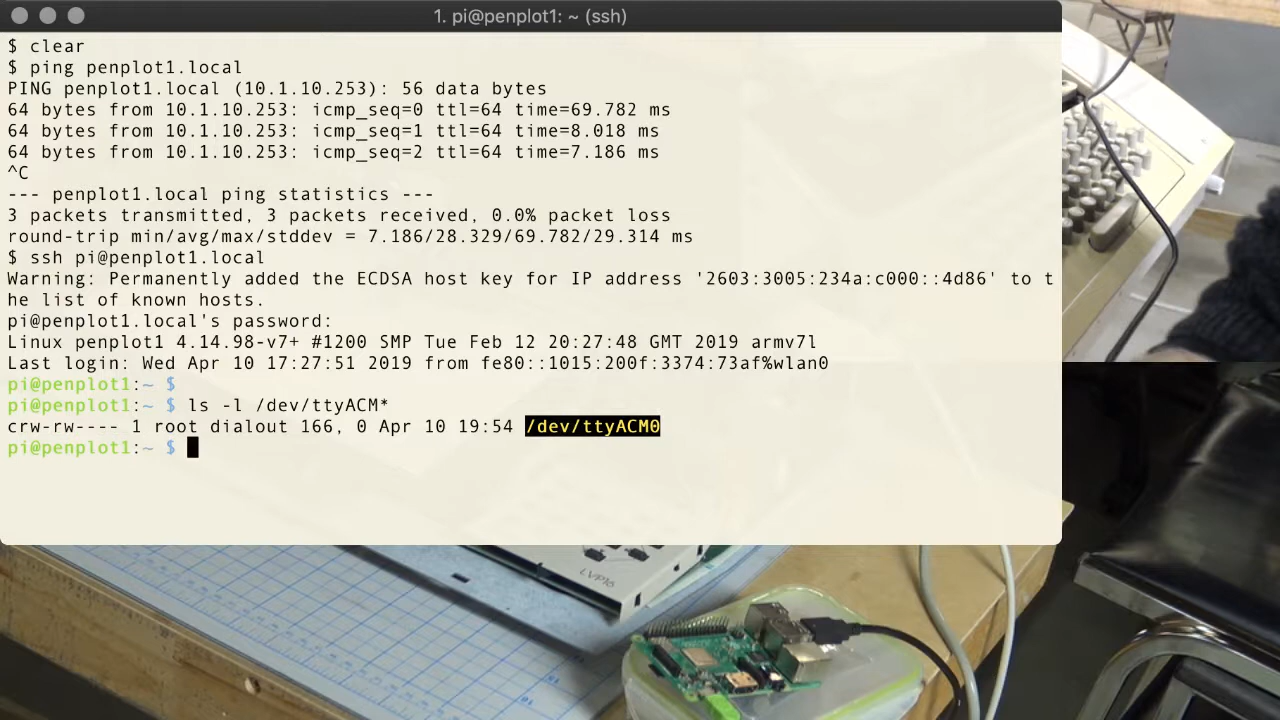 1. pi@penplot1: ~ (ssh)
$ clear
$ ping penplot1.local
PING penplot1.local (10.1.10.253): 56 data bytes
64 bytes from 10.1.10.253: icmp_seq=0 ttl=64 time=69.782 ms
64 bytes from 10.1.10.253: icmp_seq=1 ttl=64 time=8.018 ms
64 bytes from 10.1.10.253: icmp_seq=2 ttl=64 time=7.186 ms
^C
--- penplot1.local ping statistics ---
3 packets transmitted, 3 packets received, 0.0% packet loss
round-trip min/avg/max/stddev = 7.186/28.329/69.782/29.314 ms
$ ssh pi@penplot1.local
Warning: Permanently added the ECDSA host key for IP address '2603:3005:234a:c000::4d86' to t
he list of known hosts.
pi@penplot1.local's password:
Linux penplot1 4.14.98-v7+ #1200 SMP Tue Feb 12 20:27:48 GMT 2019 armv7l
Last login: Wed Apr 10 17:27:51 2019 from fe80::1015:200f:3374:73af%wlan0
pi@penplot1:~ $
pi@penplot1:~ $ ls -l /dev/ttyACM*
crw-rw---- 1 root dialout 166, 0 Apr 10 19:54 /dev/ttyACM0
pi@penplot1:~ $
LVP16